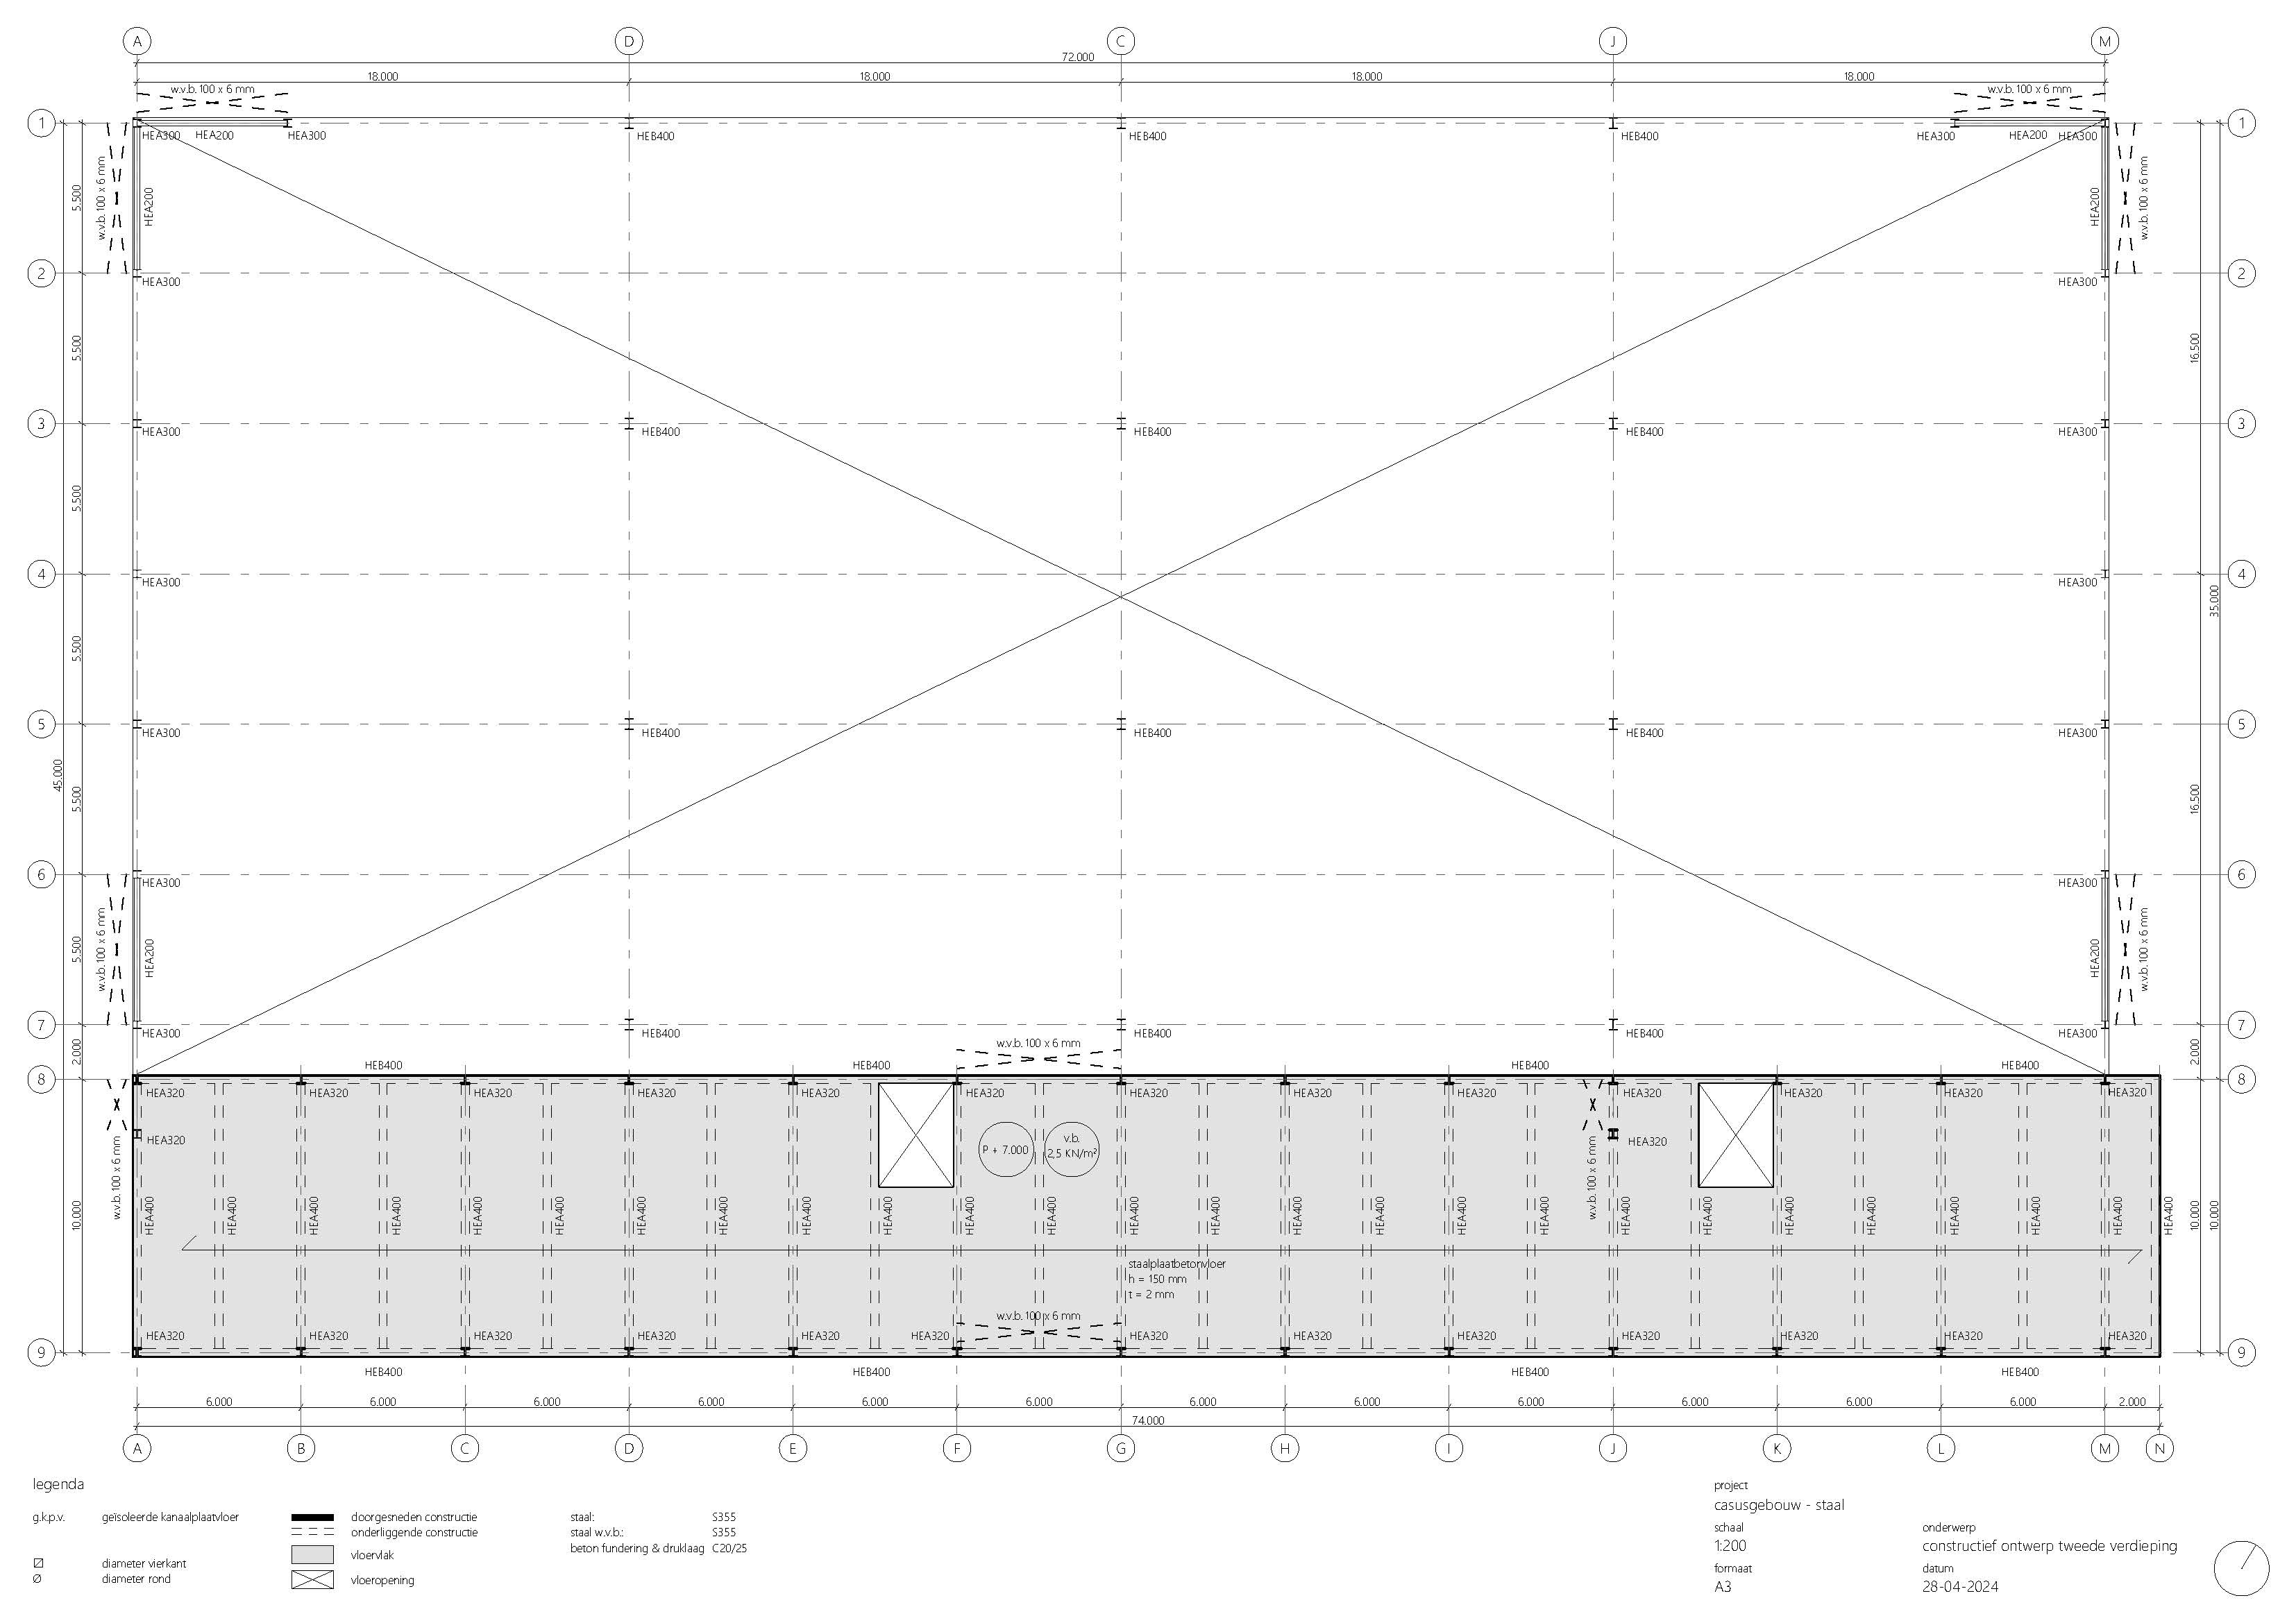 A D C J M
72.000
18.000 18.000 18.000 18.000
w.v.b. 100 x 6 mm w.v.b. 100 x 6 mm
1 1
HEA300 HEA200 HEA300 HEB400 HEB400 HEB400 HEA300 HEA200 HEA300
5.500 w.v.b. 100 x 6 mm HEA200 HEA200 w.v.b. 100 x 6 mm
2 2
HEA300 HEA300
5.500 16.500
3 3
HEA300 HEB400 HEB400 HEB400 HEA300
5.500
4 4
HEA300 HEA300
35.000
5.500
5 5
HEA300 HEB400 HEB400 HEB400 HEA300
45.000
5.500 16.500
6 6
HEA300 HEA300
5.500 w.v.b. 100 x 6 mm HEA200 HEA200 w.v.b. 100 x 6 mm
7 7
HEA300 HEB400 HEB400 HEB400 HEA300
w.v.b. 100 x 6 mm
2.000 2.000
HEB400 HEB400 HEB400 HEB400
8 8
HEA320 HEA320 HEA320 HEA320 HEA320 HEA320 HEA320 HEA320 HEA320 HEA320 HEA320 HEA320 HEA320
HEA320 HEA320
P + 7.000
v.b.
2,5 KN/m²
w.v.b. 100 x 6 mm w.v.b. 100 x 6 mm
10.000 HEA400 HEA400 HEA400 HEA400 HEA400 HEA400 HEA400 HEA400 HEA400 HEA400 HEA400 HEA400 HEA400 HEA400 HEA400 HEA400 HEA400 HEA400 HEA400 HEA400 HEA400 HEA400 HEA400 HEA400 HEA400 HEA400 10.000 10.000
staalplaatbetonvloer
h = 150 mm
t = 2 mm
w.v.b. 100 x 6 mm
HEA320 HEA320 HEA320 HEA320 HEA320 HEA320 HEA320 HEA320 HEA320 HEA320 HEA320 HEA320 HEA320
9 9
HEB400 HEB400 HEB400 HEB400
6.000 6.000 6.000 6.000 6.000 6.000 6.000 6.000 6.000 6.000 6.000 6.000 2.000
74.000
A B C D E F G H I J K L M N
legenda
g.k.p.v. geïsoleerde kanaalplaatvloer
diameter vierkant
Ø diameter rond
doorgesneden constructie
onderliggende constructie
vloervlak
vloeropening
staal: S355
staal w.v.b.: S355
beton fundering & druklaag C20/25
project
casusgebouw - staal
schaal
1:200
formaat
A3
onderwerp
constructief ontwerp tweede verdieping
datum
28-04-2024